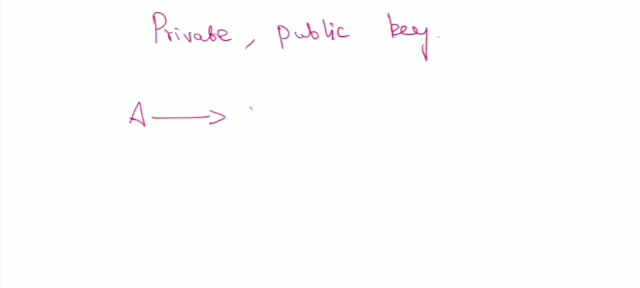 Private, public key.
A →